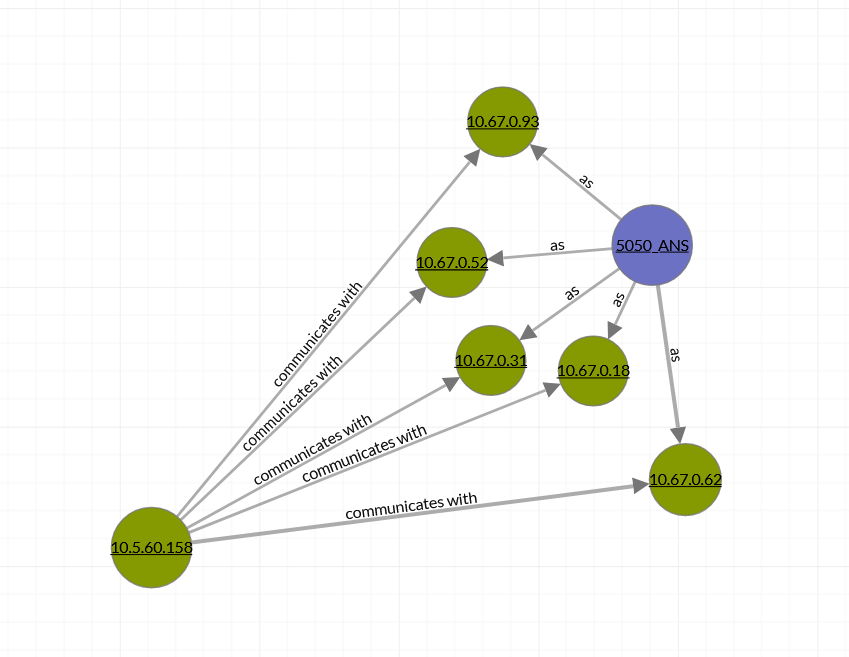 10.67.0.93
as
5050_ANS
as
10.67.0.52
as
as
communicates with
10.67.0.31
10.67.0.18
as
communicates with
communicates with
communicates with
10.67.0.62
communicates with
10.5.60.158